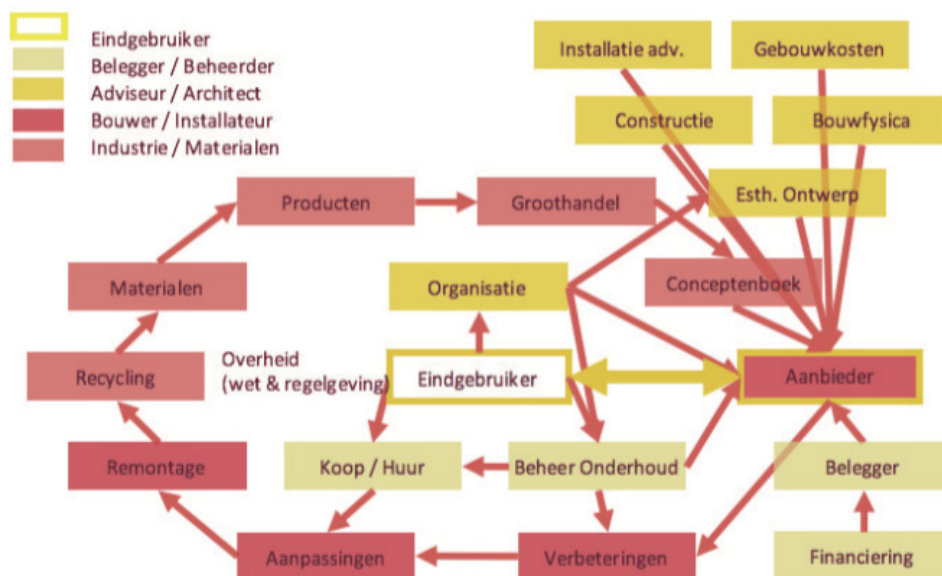 Eindgebruiker
Belegger / Beheerder
Adviseur / Architect
Bouwer / Installateur
Industrie / Materialen
Installatie adv.
Gebouwkosten
Constructie
Bouwfysica
Esth. Ontwerp
Producten
Groothandel
Materialen
Organisatie
Conceptenboek
Recycling
Overheid
(wet & regelgeving)
Eindgebruiker
Aanbieder
Remontage
Koop / Huur
Beheer Onderhoud
Belegger
Aanpassingen
Verbeteringen
Financiering